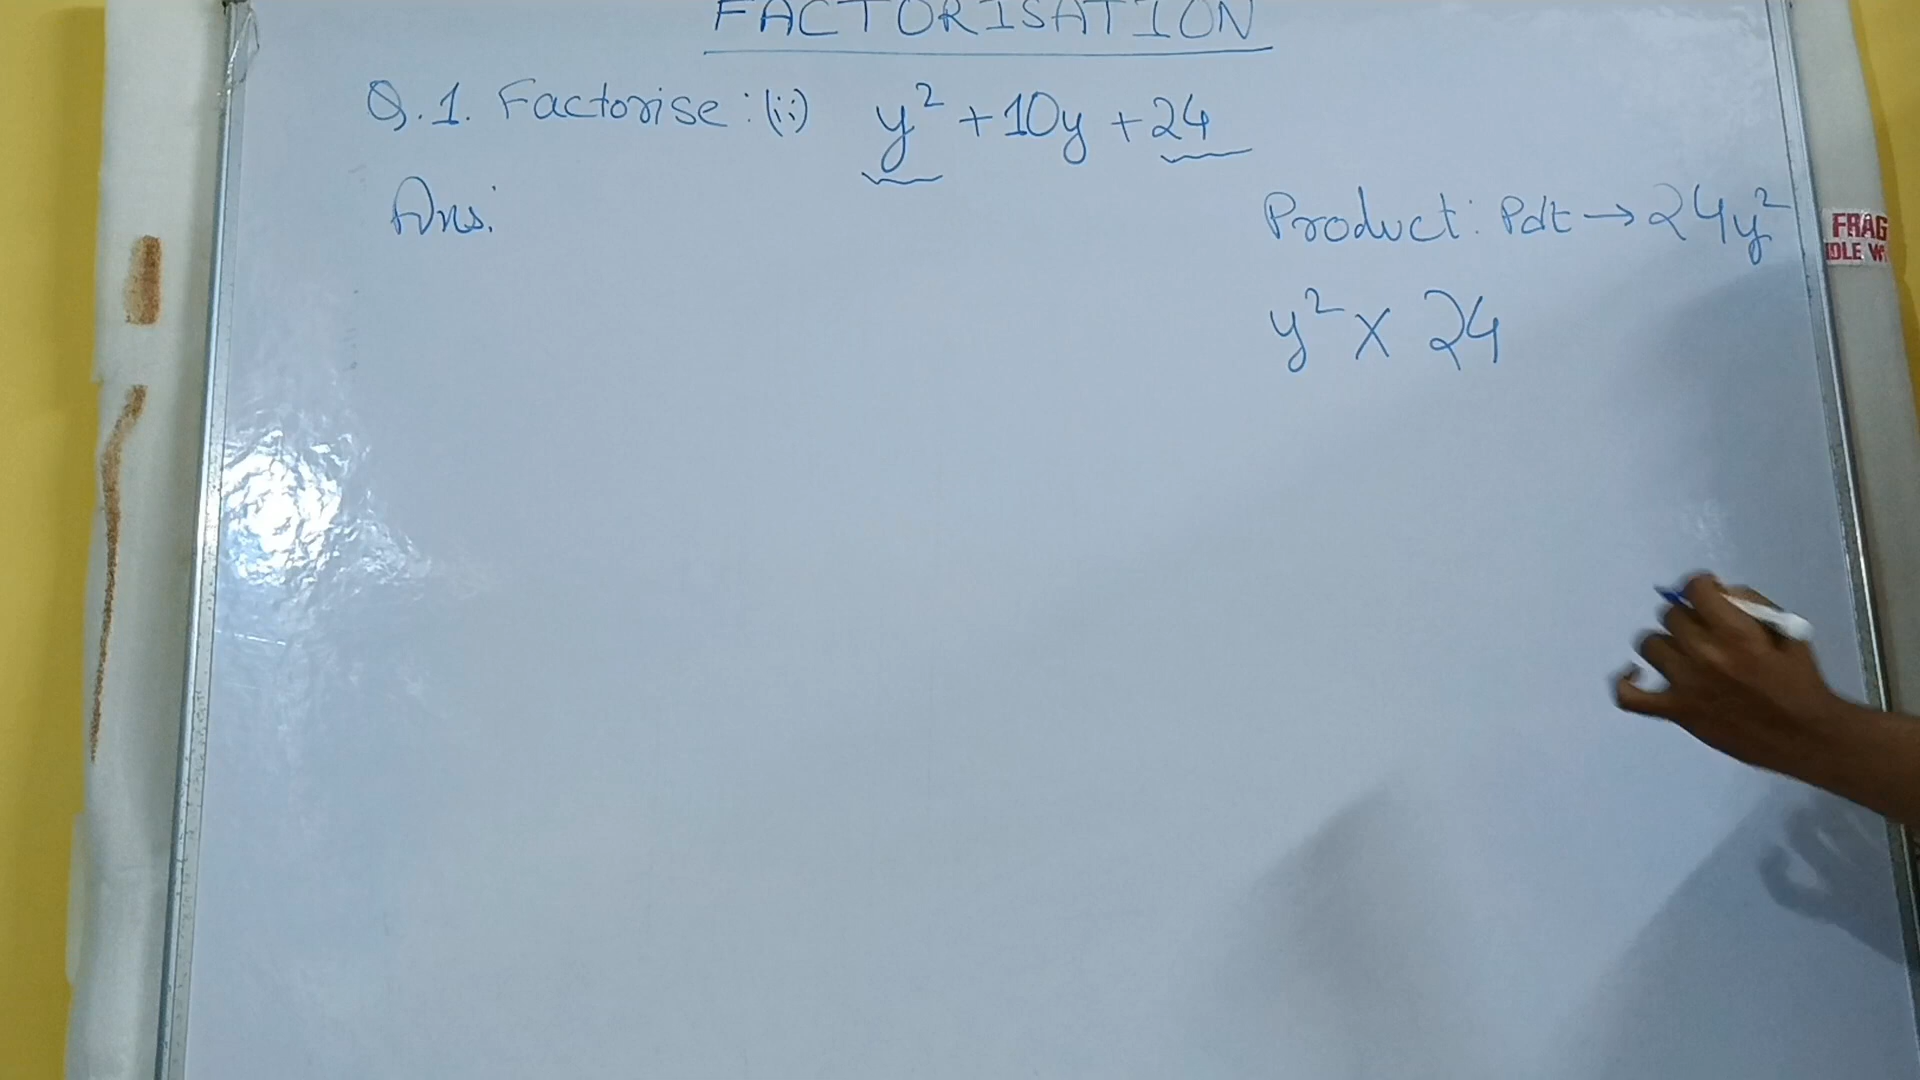 FACTORISATION
Q.1. Factorise: (ii) y² + 10y + 24
Ans:
Product: Pdt → 24y²
y² x 24
FRAG
DLE W